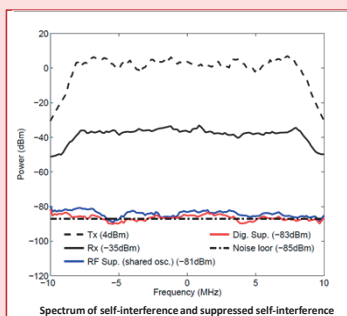 20
0
−20
−40
−60
−80
−100
−120
Power (dBm)
Tx (4dBm)
Rx (−35dBm)
RF Sup. (shared osc.) (−81dBm)
Dig. Sup. (−83dBm)
Noise loor (−85dBm)
−10
−5
0
5
10
Frequency (MHz)
Spectrum of self-interference and suppressed self-interference